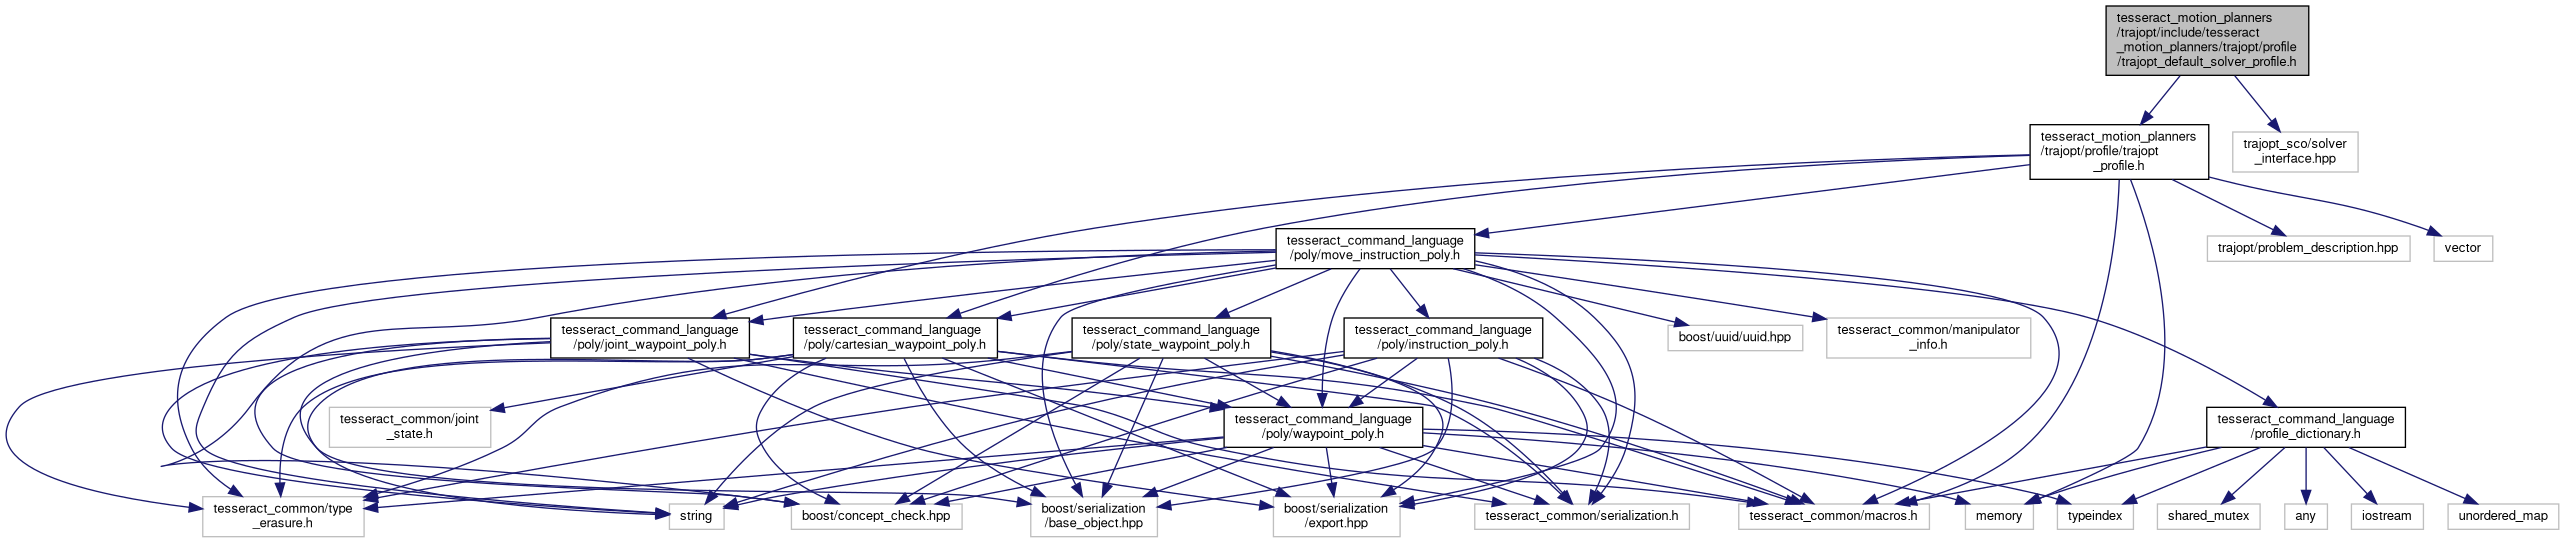 tesseract_motion_planners
/trajopt/include/tesseract
_motion_planners/trajopt/profile
/trajopt_default_solver_profile.h
tesseract_motion_planners
/trajopt/profile/trajopt
_profile.h
trajopt_sco/solver
_interface.hpp
tesseract_command_language
/poly/move_instruction_poly.h
trajopt/problem_description.hpp
vector
tesseract_command_language
/poly/joint_waypoint_poly.h
tesseract_command_language
/poly/cartesian_waypoint_poly.h
tesseract_command_language
/poly/state_waypoint_poly.h
tesseract_command_language
/poly/instruction_poly.h
boost/uuid/uuid.hpp
tesseract_common/manipulator
_info.h
tesseract_common/joint
_state.h
tesseract_command_language
/poly/waypoint_poly.h
tesseract_command_language
/profile_dictionary.h
tesseract_common/type
_erasure.h
string
boost/concept_check.hpp
boost/serialization
/base_object.hpp
boost/serialization
/export.hpp
tesseract_common/serialization.h
tesseract_common/macros.h
memory
typeindex
shared_mutex
any
iostream
unordered_map